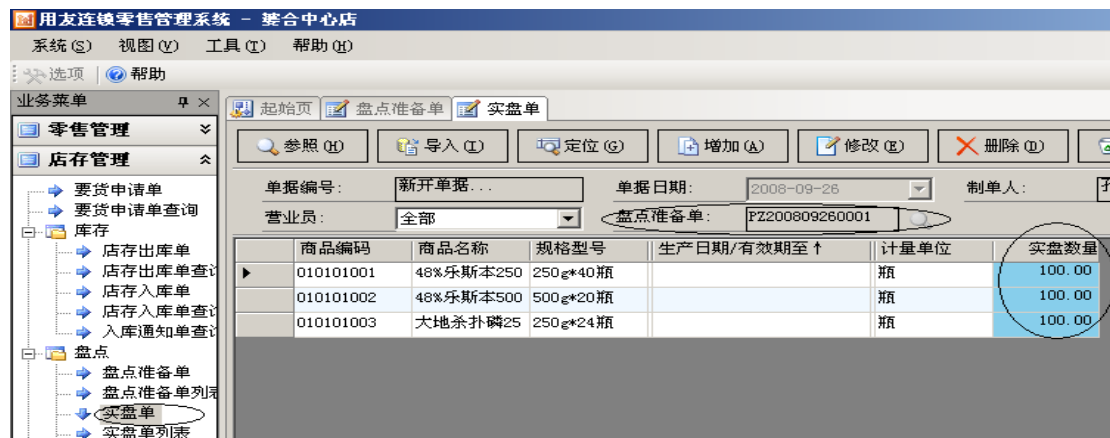 用友连锁零售管理系统 - 綦合中心店
系统(S) 视图(V) 工具(T) 帮助(H)
选项 帮助
业务菜单
起始页 盘点准备单 实盘单
零售管理
店存管理
参照(H) 导入(I) 定位(G) 增加(A) 修改(E) 删除(D)
单据编号: 新开单据... 单据日期: 2008-09-26 制单人:
营业员: 全部 盘点准备单: PZ200809260001
要货申请单
要货申请单查询
库存
店存出库单
店存出库单查
店存入库单
店存入库单查
入库通知单查
盘点
盘点准备单
盘点准备单列
实盘单
实盘单列表
商品编码 商品名称 规格型号 生产日期/有效期至↑ 计量单位 实盘数量
010101001 48%乐斯本250 250g*40瓶 瓶 100.00
010101002 48%乐斯本500 500g*20瓶 瓶 100.00
010101003 大地杀扑磷25 250g*24瓶 瓶 100.00